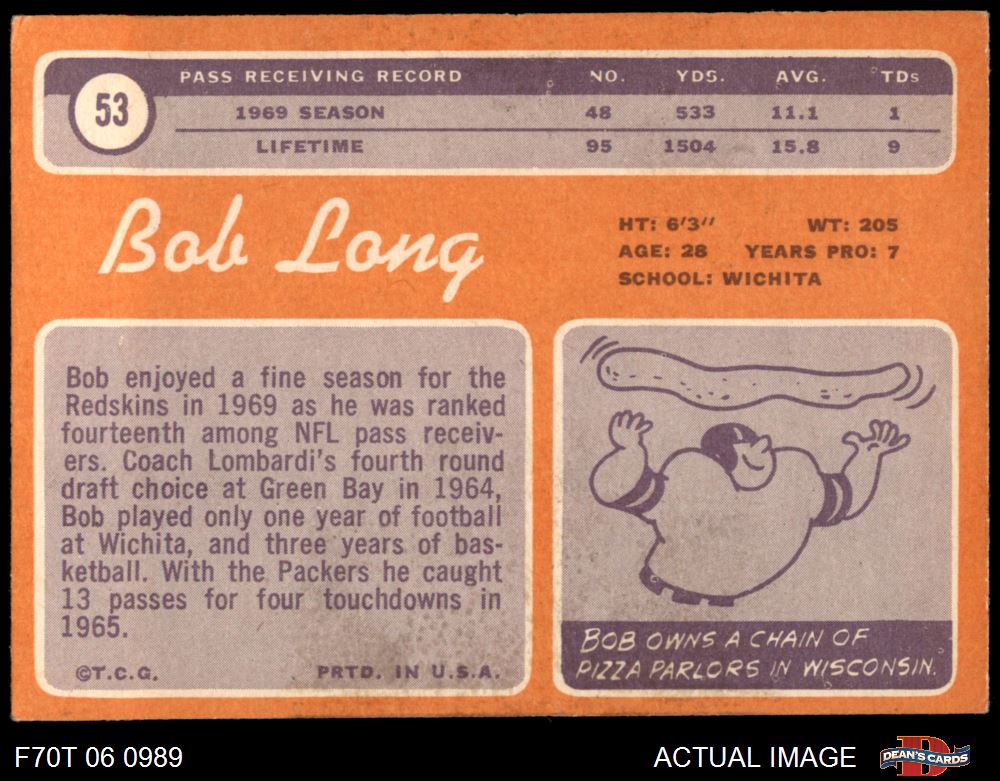 53
PASS RECEIVING RECORD NO. YDS. AVG. TDs
1969 SEASON 48 533 11.1 1
LIFETIME 95 1504 15.8 9
Bob Long
HT: 6'3" WT: 205
AGE: 28 YEARS PRO: 7
SCHOOL: WICHITA
Bob enjoyed a fine season for the
Redskins in 1969 as he was ranked
fourteenth among NFL pass receiv-
ers. Coach Lombardi's fourth round
draft choice at Green Bay in 1964,
Bob played only one year of football
at Wichita, and three years of bas-
ketball. With the Packers he caught
13 passes for four touchdowns in
1965.
©T.C.G. PRTD. IN U.S.A.
BOB OWNS A CHAIN OF
PIZZA PARLORS IN WISCONSIN.
F70T 06 0989 ACTUAL IMAGE DEAN'S CARDS